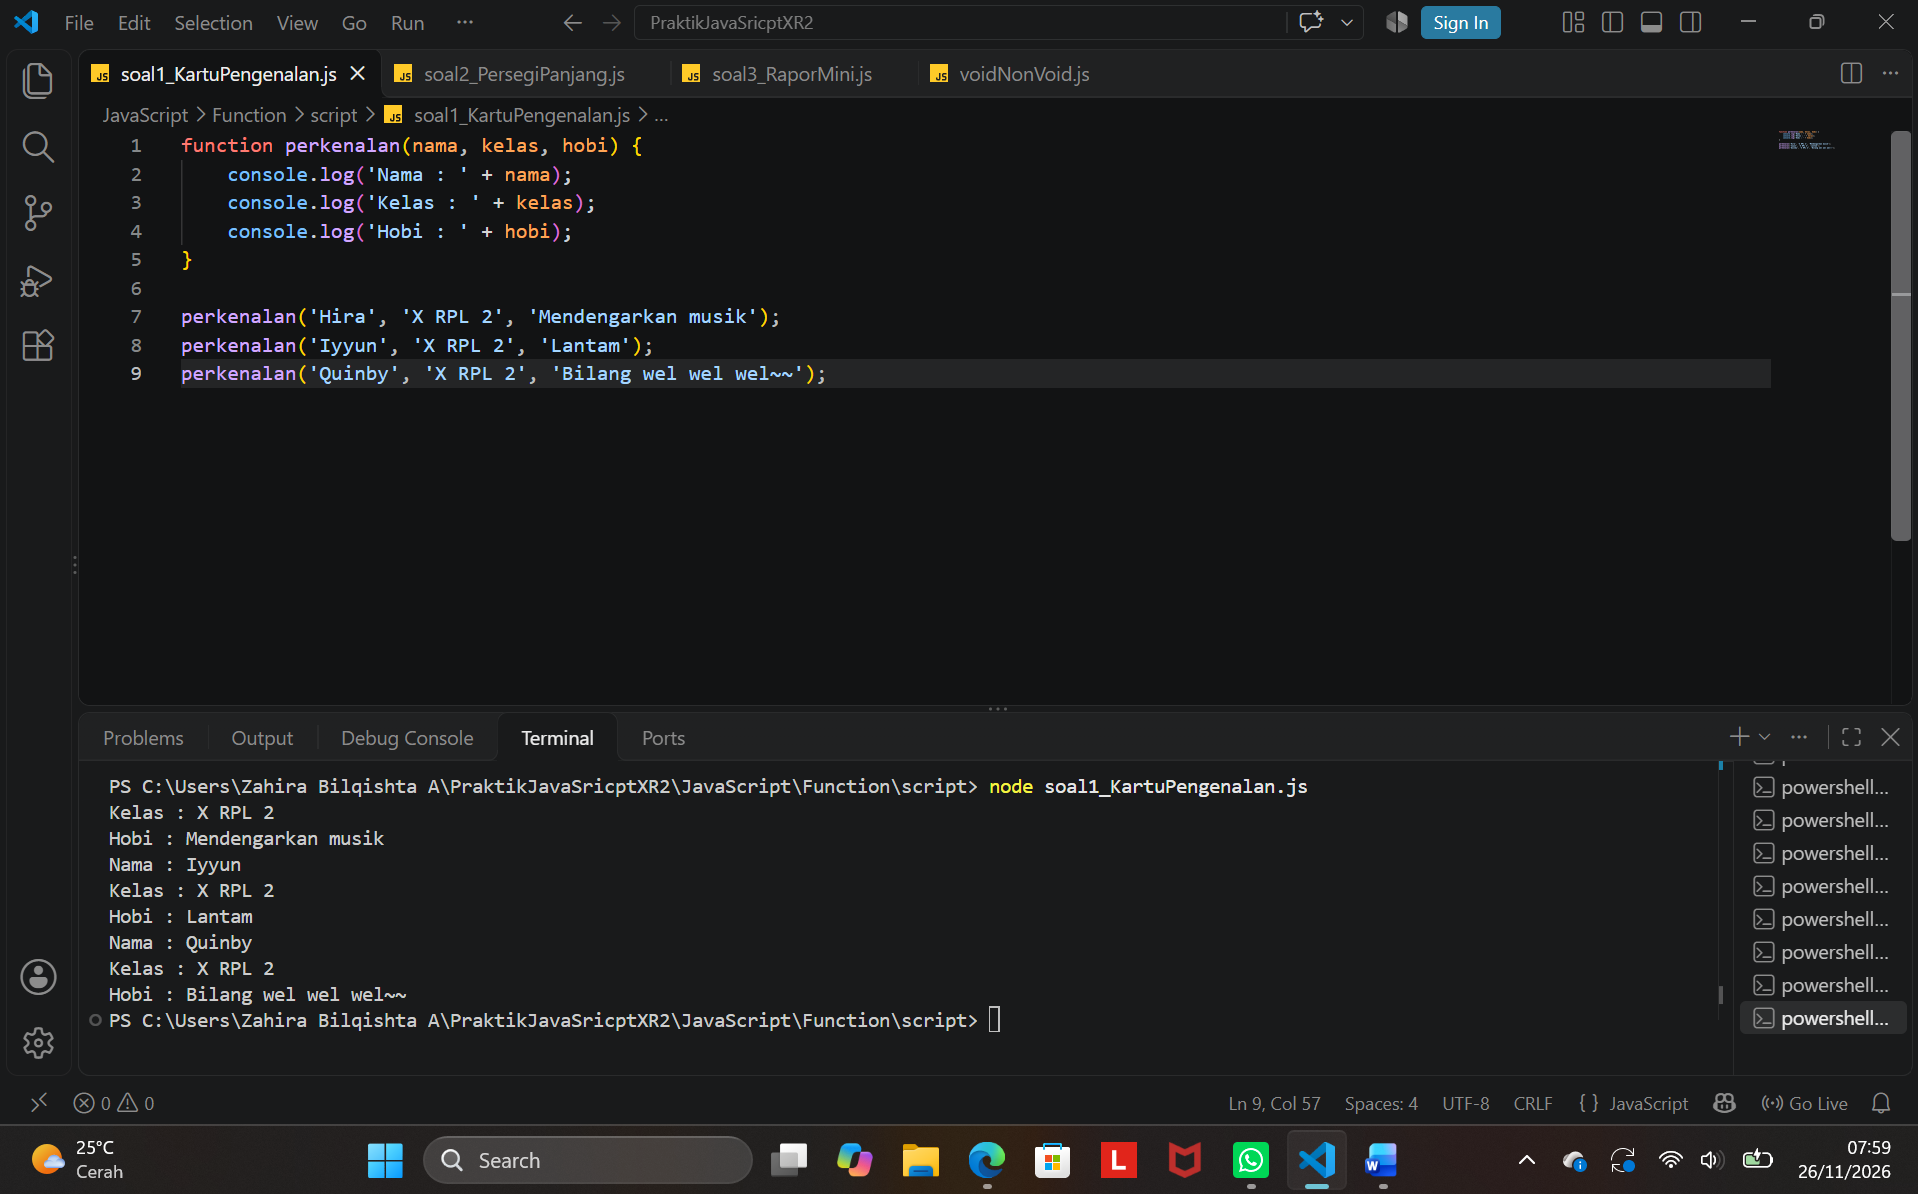 File Edit Selection View Go Run ··· PraktikJavaSricptXR2 Sign In
soal1_KartuPengenalan.js soal2_PersegiPanjang.js soal3_RaporMini.js voidNonVoid.js
JavaScript > Function > script > soal1_KartuPengenalan.js > ...
1 function perkenalan(nama, kelas, hobi) {
2 console.log('Nama : ' + nama);
3 console.log('Kelas : ' + kelas);
4 console.log('Hobi : ' + hobi);
5 }
6
7 perkenalan('Hira', 'X RPL 2', 'Mendengarkan musik');
8 perkenalan('Iyyun', 'X RPL 2', 'Lantam');
9 perkenalan('Quinby', 'X RPL 2', 'Bilang wel wel wel~~');
Problems Output Debug Console Terminal Ports
PS C:\Users\Zahira Bilqishta A\PraktikJavaSricptXR2\JavaScript\Function\script> node soal1_KartuPengenalan.js
Kelas : X RPL 2
Hobi : Mendengarkan musik
Nama : Iyyun
Kelas : X RPL 2
Hobi : Lantam
Nama : Quinby
Kelas : X RPL 2
Hobi : Bilang wel wel wel~~
PS C:\Users\Zahira Bilqishta A\PraktikJavaSricptXR2\JavaScript\Function\script>
powershell...
powershell...
powershell...
powershell...
powershell...
powershell...
powershell...
powershell...
0 0 Ln 9, Col 57 Spaces: 4 UTF-8 CRLF { } JavaScript Go Live
25°C
Cerah
Search
07:59
26/11/2026